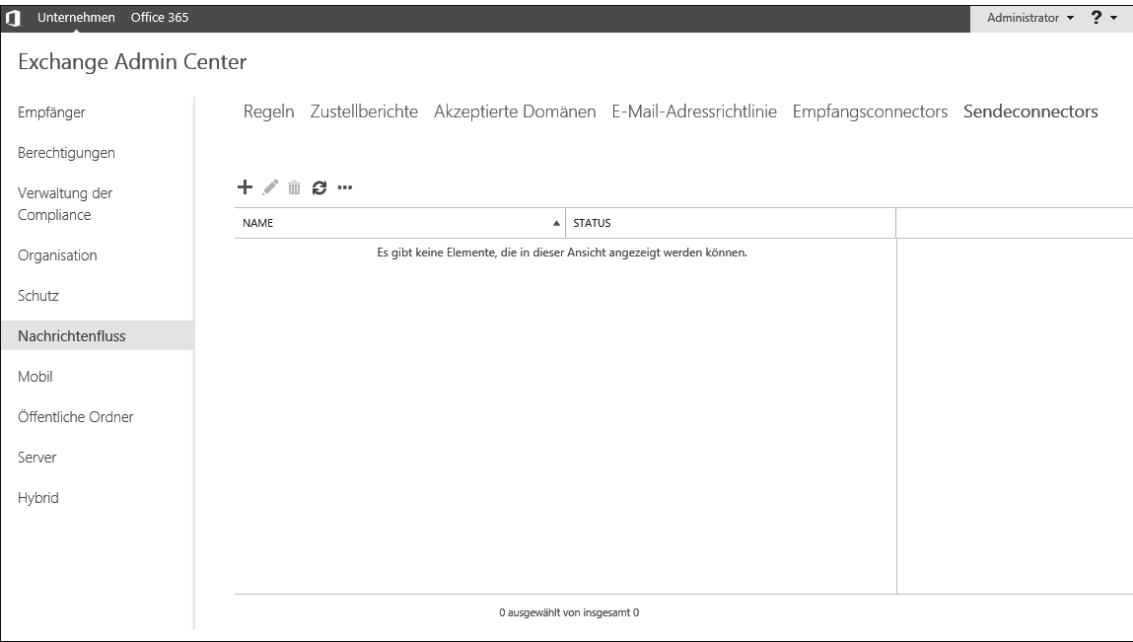 Unternehmen Office 365 Administrator ?
Exchange Admin Center
Empfänger
Berechtigungen
Verwaltung der
Compliance
Organisation
Schutz
Nachrichtenfluss
Mobil
Öffentliche Ordner
Server
Hybrid
Regeln Zustellberichte Akzeptierte Domänen E-Mail-Adressrichtlinie Empfangsconnectors Sendeconnectors
NAME STATUS
Es gibt keine Elemente, die in dieser Ansicht angezeigt werden können.
0 ausgewählt von insgesamt 0